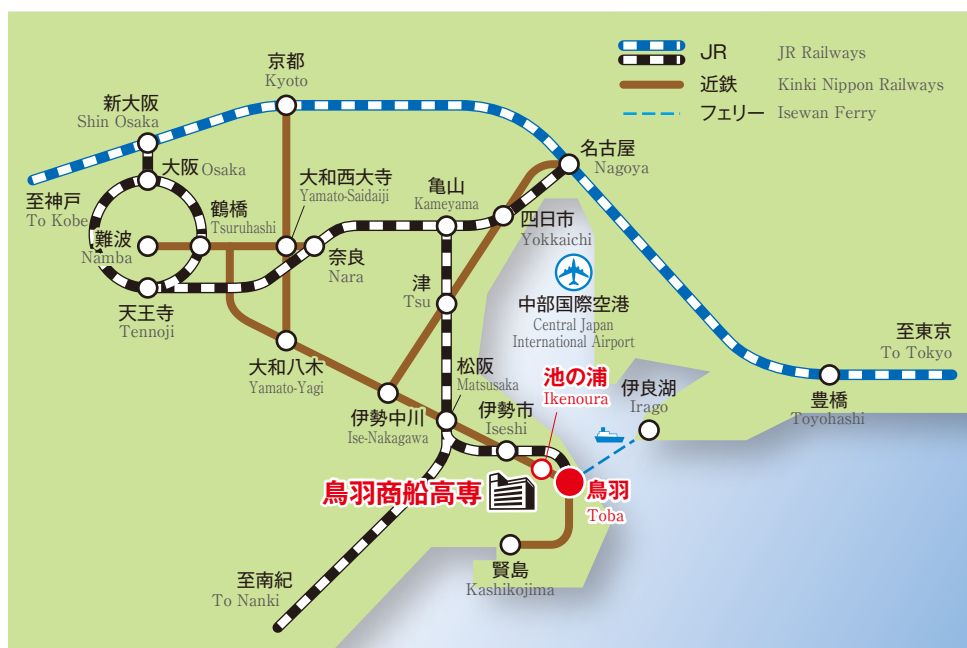 JR JR Railways
近鉄 Kinki Nippon Railways
フェリー Isewan Ferry
京都
Kyoto
新大阪
Shin Osaka
大阪 Osaka
至神戸
To Kobe
鶴橋
Tsuruhashi
大和西大寺
Yamato-Saidaiji
亀山
Kameyama
名古屋
Nagoya
四日市
Yokkaichi
難波
Namba
奈良
Nara
津
Tsu
中部国際空港
Central Japan
International Airport
天王寺
Tennoji
至東京
To Tokyo
大和八木
Yamato-Yagi
松阪
Matsusaka
池の浦
Ikenoura
伊良湖
Irago
豊橋
Toyohashi
伊勢中川
Ise-Nakagawa
伊勢市
Iseshi
鳥羽商船高専
鳥羽
Toba
賢島
Kashikojima
至南紀
To Nanki